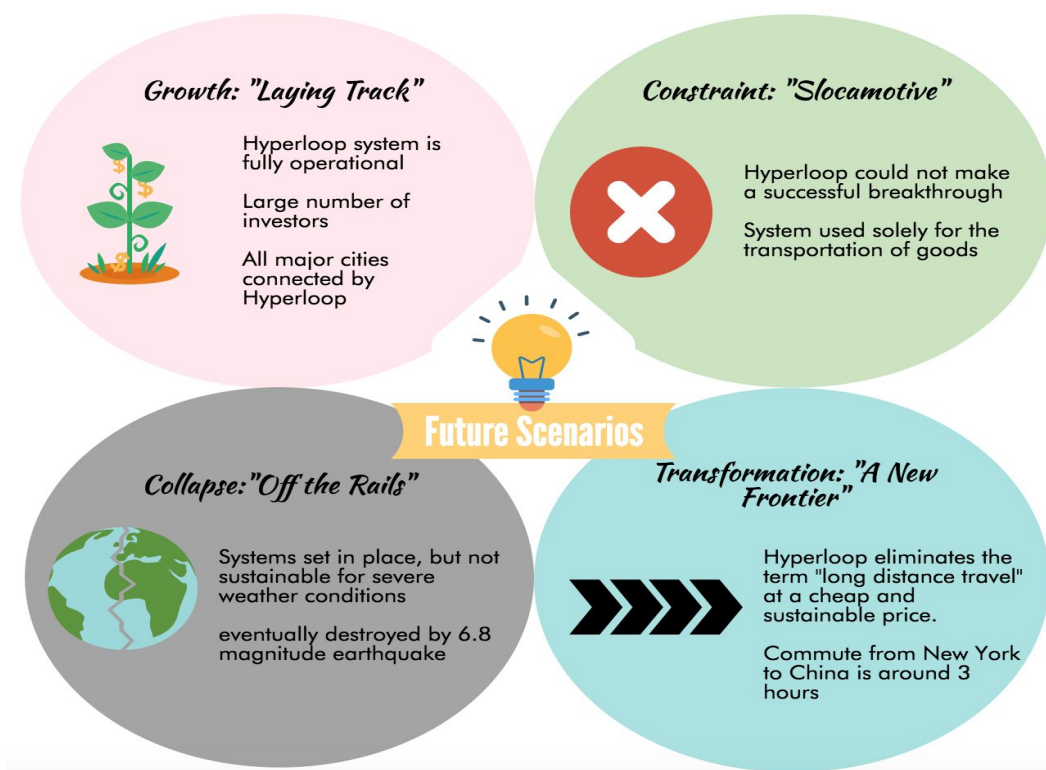 Growth: "Laying Track"
Hyperloop system is
fully operational
Large number of
investors
All major cities
connected by
Hyperloop
Constraint: "Slocamotive"
Hyperloop could not make
a successful breakthrough
System used solely for the
transportation of goods
Future Scenarios
Collapse:"Off the Rails"
Systems set in place, but not
sustainable for severe
weather conditions
eventually destroyed by 6.8
magnitude earthquake
Transformation: "A New
Frontier"
Hyperloop eliminates the
term "long distance travel"
at a cheap and
sustainable price.
Commute from New York
to China is around 3
hours